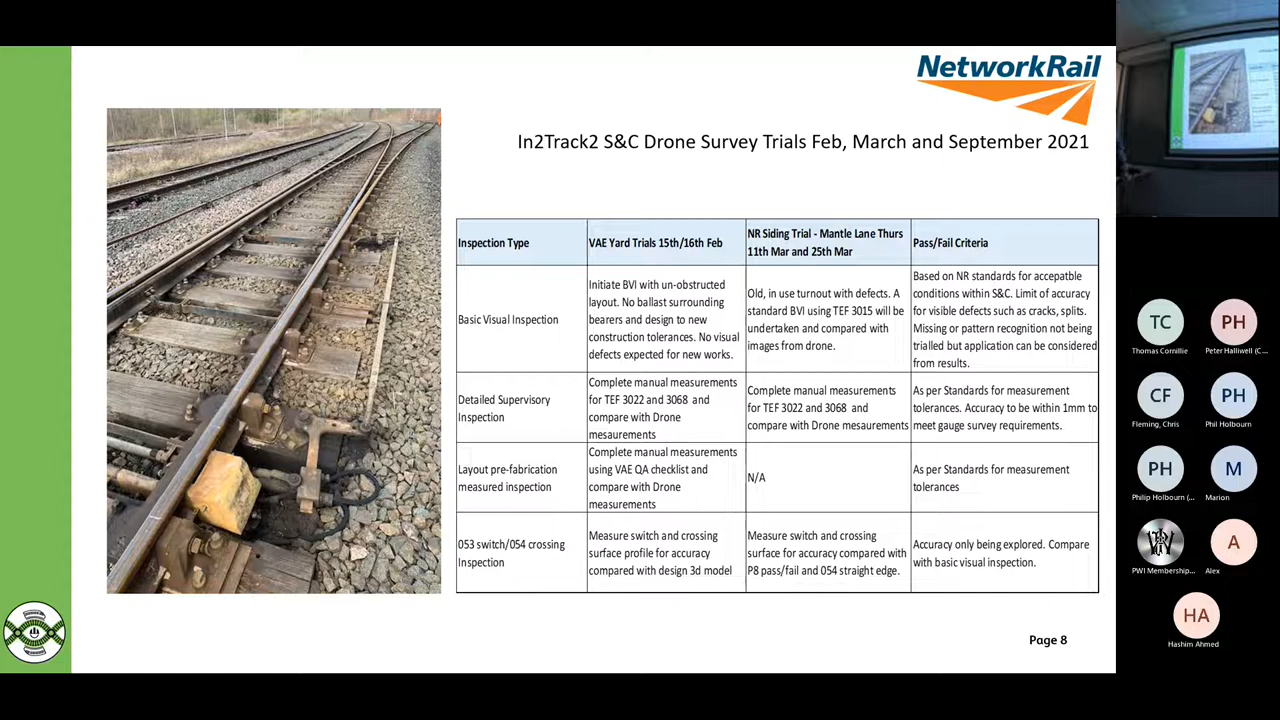 NetworkRail
In2Track2 S&C Drone Survey Trials Feb, March and September 2021
Inspection Type
VAE Yard Trials 15th/16th Feb
NR Siding Trial - Mantle Lane Thurs
11th Mar and 25th Mar
Pass/Fail Criteria
Basic Visual Inspection
Initiate BVI with un-obstructed
layout. No ballast surrounding
bearers and design to new
construction tolerances. No visual
defects expected for new works.
Old, in use turnout with defects. A
standard BVI using TEF 3015 will be
undertaken and compared with
images from drone.
Based on NR standards for accepatble
conditions within S&C. Limit of accuracy
for visible defects such as cracks, splits.
Missing or pattern recognition not being
trialled but application can be considered
from results.
Detailed Supervisory
Inspection
Complete manual measurements
for TEF 3022 and 3068 and
compare with Drone
mesaurements
Complete manual measurements
for TEF 3022 and 3068 and
compare with Drone mesaurements
As per Standards for measurement
tolerances. Accuracy to be within 1mm to
meet gauge survey requirements.
Layout pre-fabrication
measured inspection
Complete manual measurements
using VAE QA checklist and
compare with Drone
measurements
N/A
As per Standards for measurement
tolerances
053 switch/054 crossing
Inspection
Measure switch and crossing
surface profile for accuracy
compared with design 3d model
Measure switch and crossing
surface for accuracy compared with
P8 pass/fail and 054 straight edge.
Accuracy only being explored. Compare
with basic visual inspection.
Page 8
TC
Thomas Cornillie
PH
Peter Halliwell (C...
CF
Fleming, Chris
PH
Phil Holbourn
PH
Philip Holbourn (...
M
Marion
PWI Membership...
A
Alex
HA
Hashim Ahmed